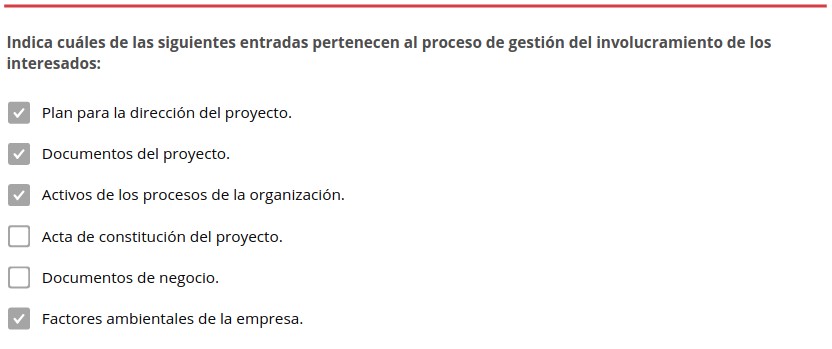 Indica cuáles de las siguientes entradas pertenecen al proceso de gestión del involucramiento de los
interesados:
Plan para la dirección del proyecto.
Documentos del proyecto.
Activos de los procesos de la organización.
Acta de constitución del proyecto.
Documentos de negocio.
Factores ambientales de la empresa.